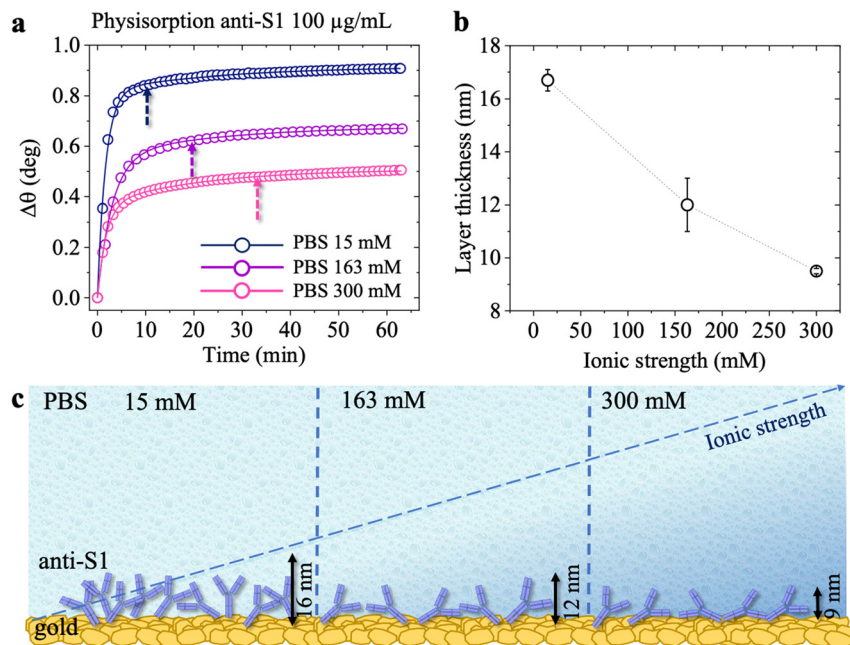 a
Physisorption anti-S1 100 µg/mL
1.0
0.8
0.6
0.4
0.2
0.0
Δθ (deg)
PBS 15 mM
PBS 163 mM
PBS 300 mM
0 10 20 30 40 50 60 70
Time (min)
b
18
16
14
12
10
8
Layer thickness (nm)
0 50 100 150 200 250 300
Ionic strength (mM)
c
PBS 15 mM 163 mM 300 mM
Ionic strength
anti-S1
16 nm
12 nm
9 nm
gold